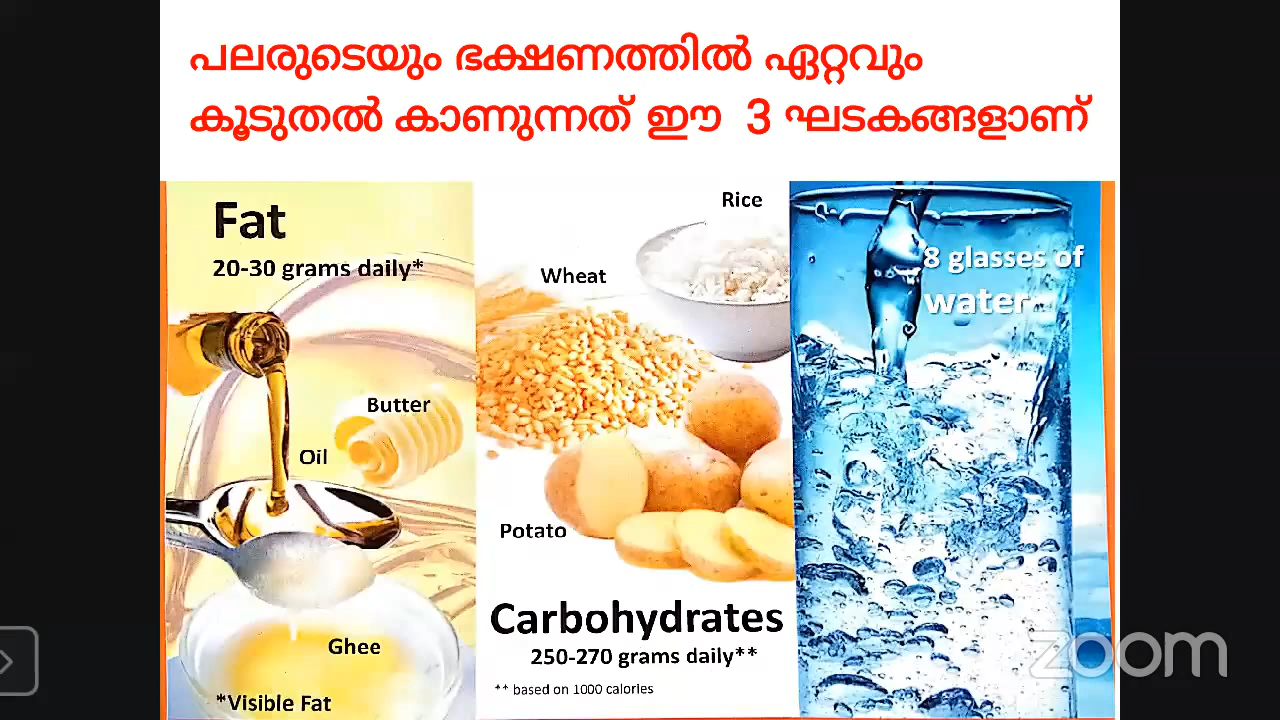 പലരുടെയും ഭക്ഷണത്തിൽ ഏറ്റവും
കൂടുതൽ കാണുന്നത് ഈ 3 ഘടകങ്ങളാണ്
Fat
20-30 grams daily*
Butter
Oil
Ghee
*Visible Fat
Rice
Wheat
Potato
Carbohydrates
250-270 grams daily**
** based on 1000 calories
8 glasses of
water
zoom